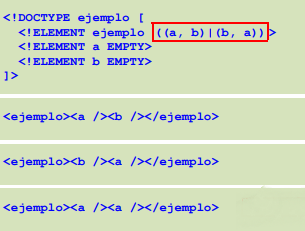 <!DOCTYPE ejemplo [
<!ELEMENT ejemplo ((a, b)|(b, a))>
<!ELEMENT a EMPTY>
<!ELEMENT b EMPTY>
]>
<ejemplo><a /><b /></ejemplo>
<ejemplo><b /><a /></ejemplo>
<ejemplo><a /><a /></ejemplo>